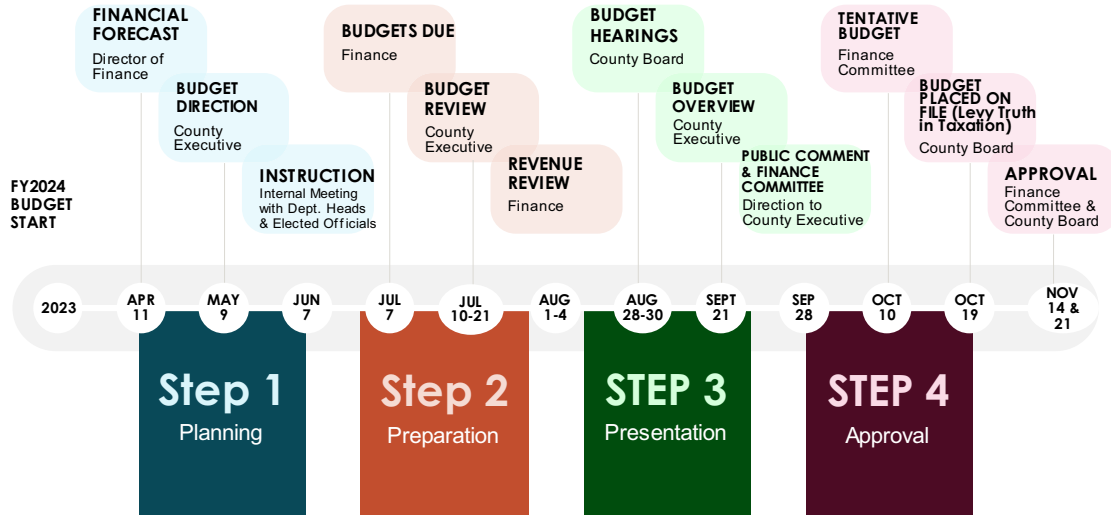 FINANCIAL
FORECAST
Director of
Finance
BUDGET
DIRECTION
County
Executive
INSTRUCTION
Internal Meeting
with Dept. Heads
& Elected Officials
BUDGETS DUE
Finance
BUDGET
REVIEW
County
Executive
REVENUE
REVIEW
Finance
BUDGET
HEARINGS
County Board
BUDGET
OVERVIEW
County
Executive
PUBLIC COMMENT
& FINANCE
COMMITTEE
Direction to
County Executive
TENTATIVE
BUDGET
Finance
Committee
BUDGET
PLACED ON
FILE (Levy Truth
in Taxation)
County Board
APPROVAL
Finance
Committee &
County Board
FY2024
BUDGET
START
2023
APR
11
MAY
9
JUN
7
JUL
7
JUL
10-21
AUG
1-4
AUG
28-30
SEPT
21
SEP
28
OCT
10
OCT
19
NOV
14 &
21
Step 1
Planning
Step 2
Preparation
STEP 3
Presentation
STEP 4
Approval